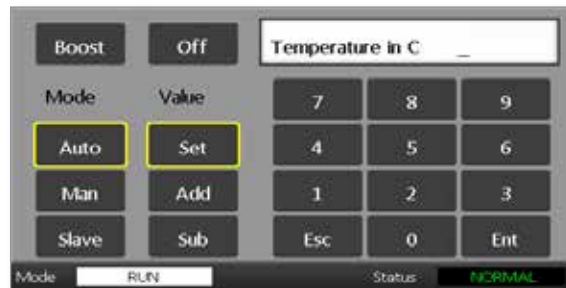 Boost Off Temperature in C _
Mode Value 7 8 9
Auto Set 4 5 6
Man Add 1 2 3
Slave Sub Esc 0 Ent
Mode RUN Status NORMAL